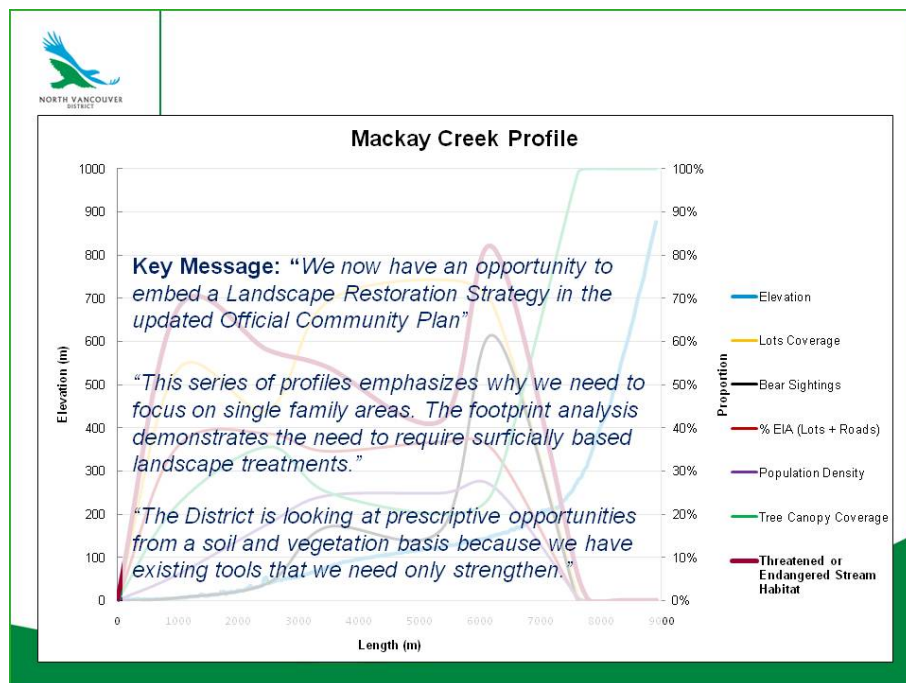 NORTH VANCOUVER
DISTRICT
Mackay Creek Profile
1000
900
800
700
600
500
400
300
200
100
0
Elevation (m)
Key Message: “We now have an opportunity to
embed a Landscape Restoration Strategy in the
updated Official Community Plan”
“This series of profiles emphasizes why we need to
focus on single family areas. The footprint analysis
demonstrates the need to require surficially based
landscape treatments.”
“The District is looking at prescriptive opportunities
from a soil and vegetation basis because we have
existing tools that we need only strengthen.”
0 1000 2000 3000 4000 5000 6000 7000 8000 9000
Length (m)
100%
90%
80%
70%
60%
50%
40%
30%
20%
10%
0%
Proportion
Elevation
Lots Coverage
Bear Sightings
% EIA (Lots + Roads)
Population Density
Tree Canopy Coverage
Threatened or
Endangered Stream
Habitat